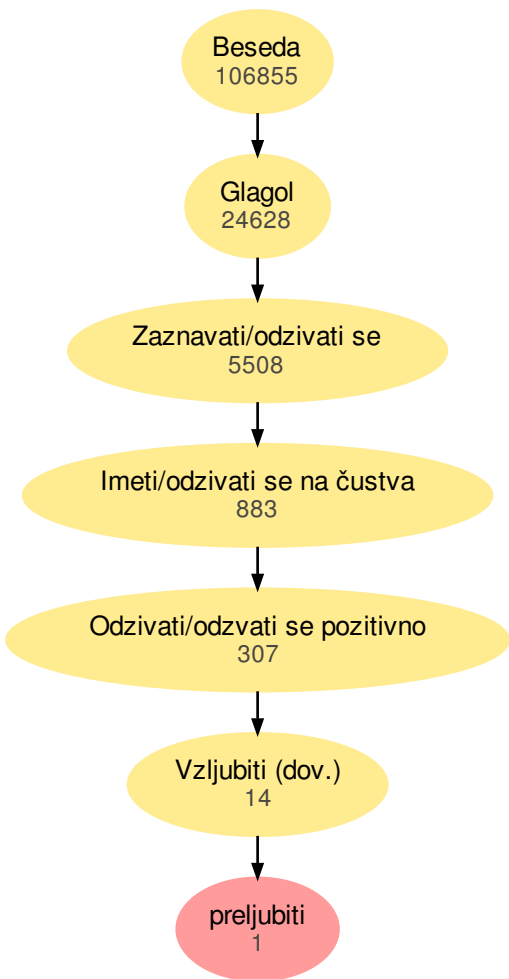 Beseda
106855
Glagol
24628
Zaznavati/odzivati se
5508
Imeti/odzivati se na čustva
883
Odzivati/odzvati se pozitivno
307
Vzljubiti (dov.)
14
preljubiti
1